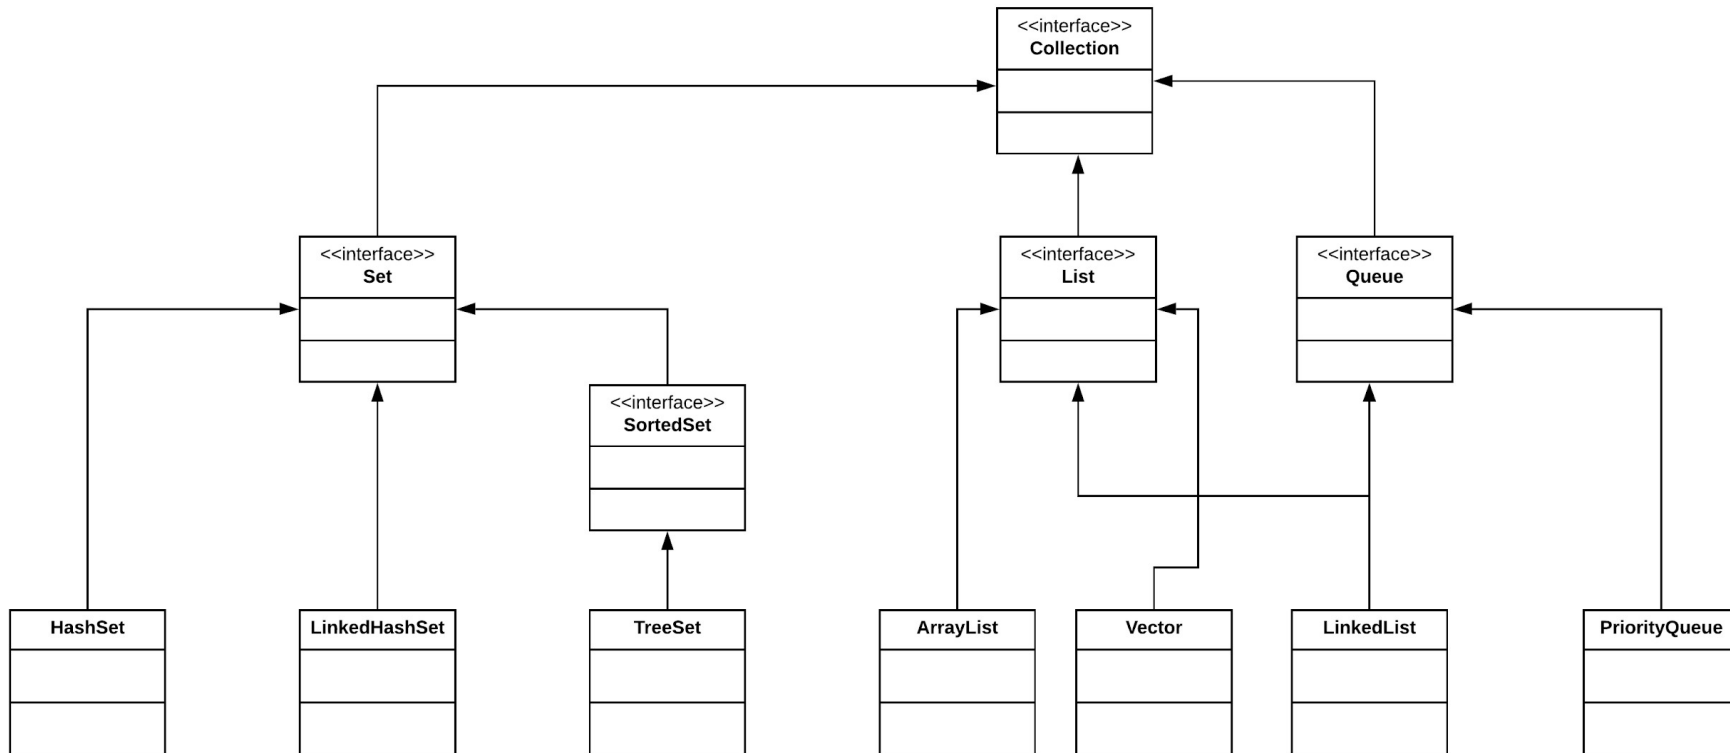 <<interface>>
Collection
<<interface>>
Set
<<interface>>
List
<<interface>>
Queue
<<interface>>
SortedSet
HashSet
LinkedHashSet
TreeSet
ArrayList
Vector
LinkedList
PriorityQueue